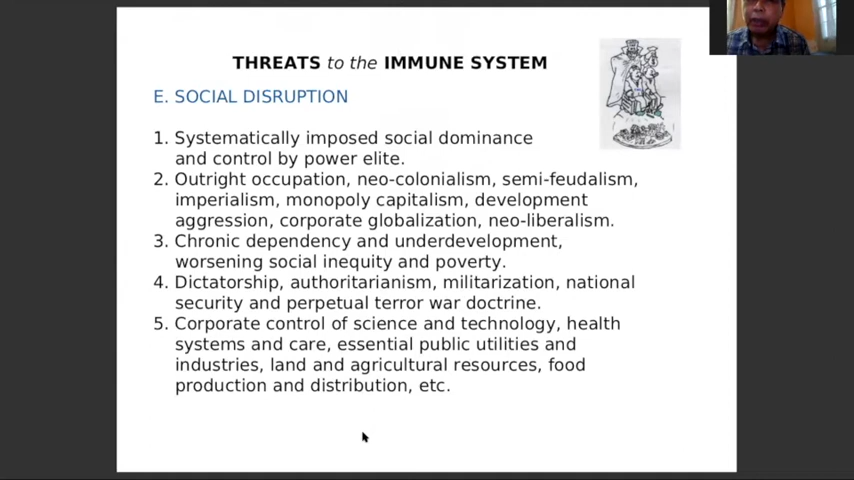 THREATS to the IMMUNE SYSTEM
E. SOCIAL DISRUPTION
1. Systematically imposed social dominance
and control by power elite.
2. Outright occupation, neo-colonialism, semi-feudalism,
imperialism, monopoly capitalism, development
aggression, corporate globalization, neo-liberalism.
3. Chronic dependency and underdevelopment,
worsening social inequity and poverty.
4. Dictatorship, authoritarianism, militarization, national
security and perpetual terror war doctrine.
5. Corporate control of science and technology, health
systems and care, essential public utilities and
industries, land and agricultural resources, food
production and distribution, etc.